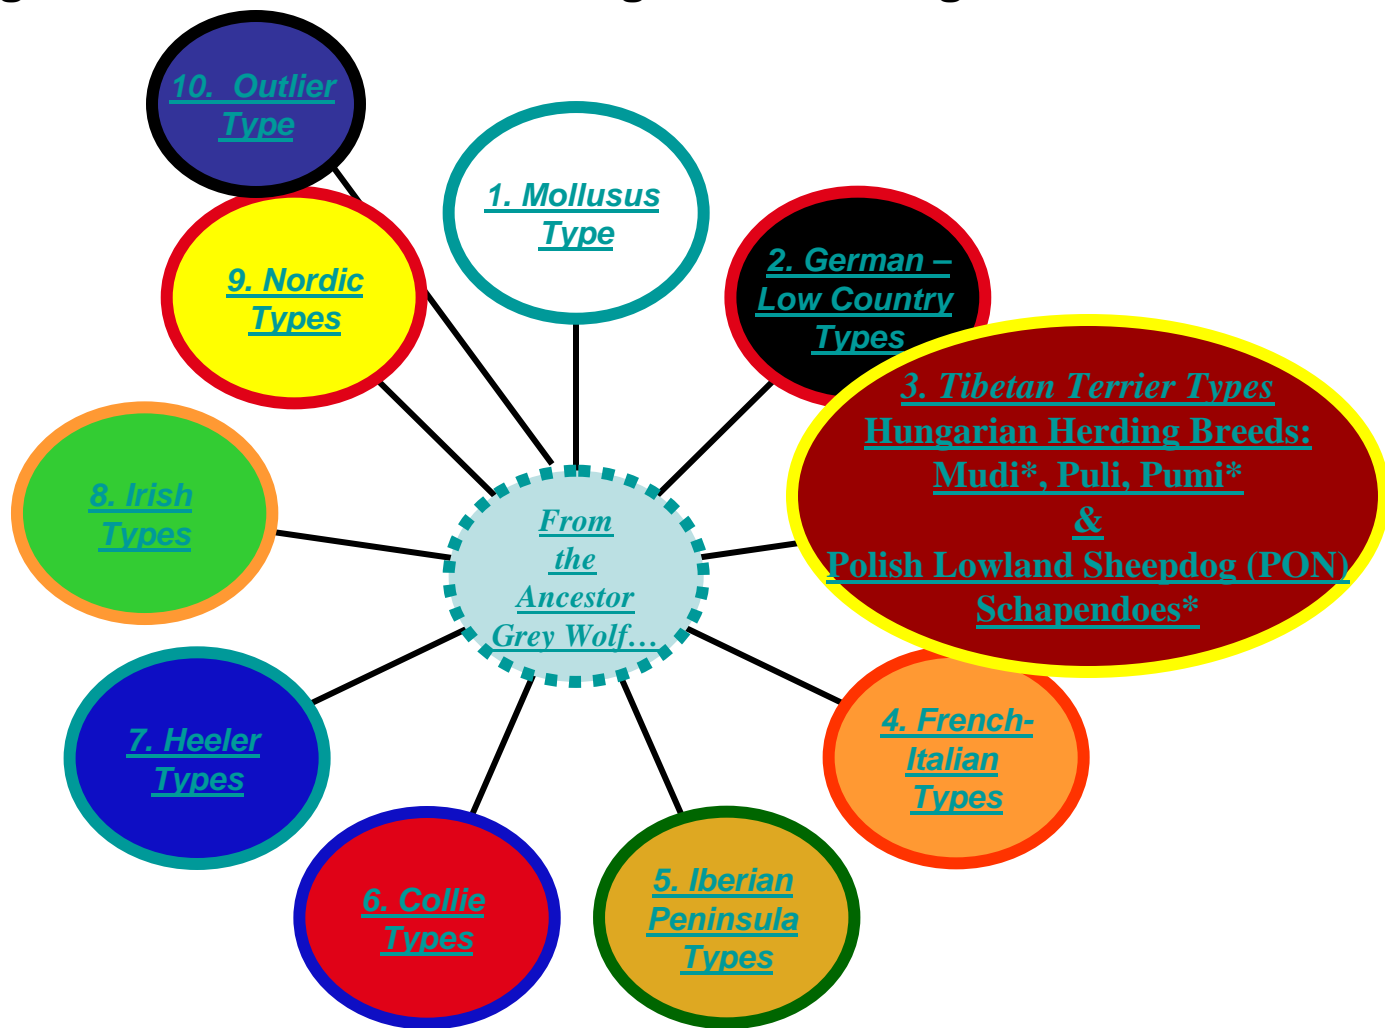 10. Outlier
Type
1. Mollusus
Type
2. German –
Low Country
Types
9. Nordic
Types
3. Tibetan Terrier Types
Hungarian Herding Breeds:
Mudi*, Puli, Pumi*
&
Polish Lowland Sheepdog (PON)
Schapendoes*
8. Irish
Types
From
the
Ancestor
Grey Wolf…
4. French-
Italian
Types
7. Heeler
Types
6. Collie
Types
5. Iberian
Peninsula
Types